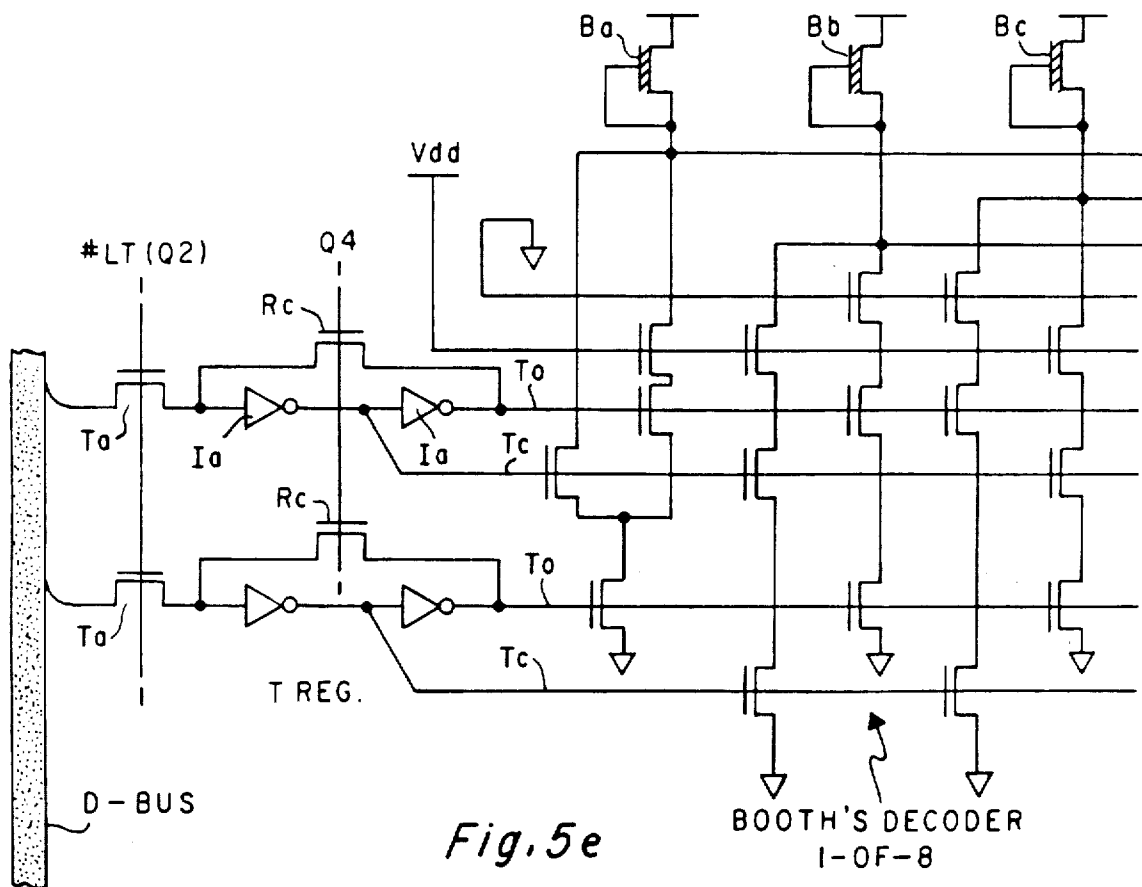 Ba
Bb
Bc
Vdd
#LT(Q2)
Q4
Rc
To
Ta
Ia
Ia
Tc
Rc
To
Ta
Tc
T REG.
D-BUS
Fig. 5e
BOOTH'S DECODER
1-OF-8